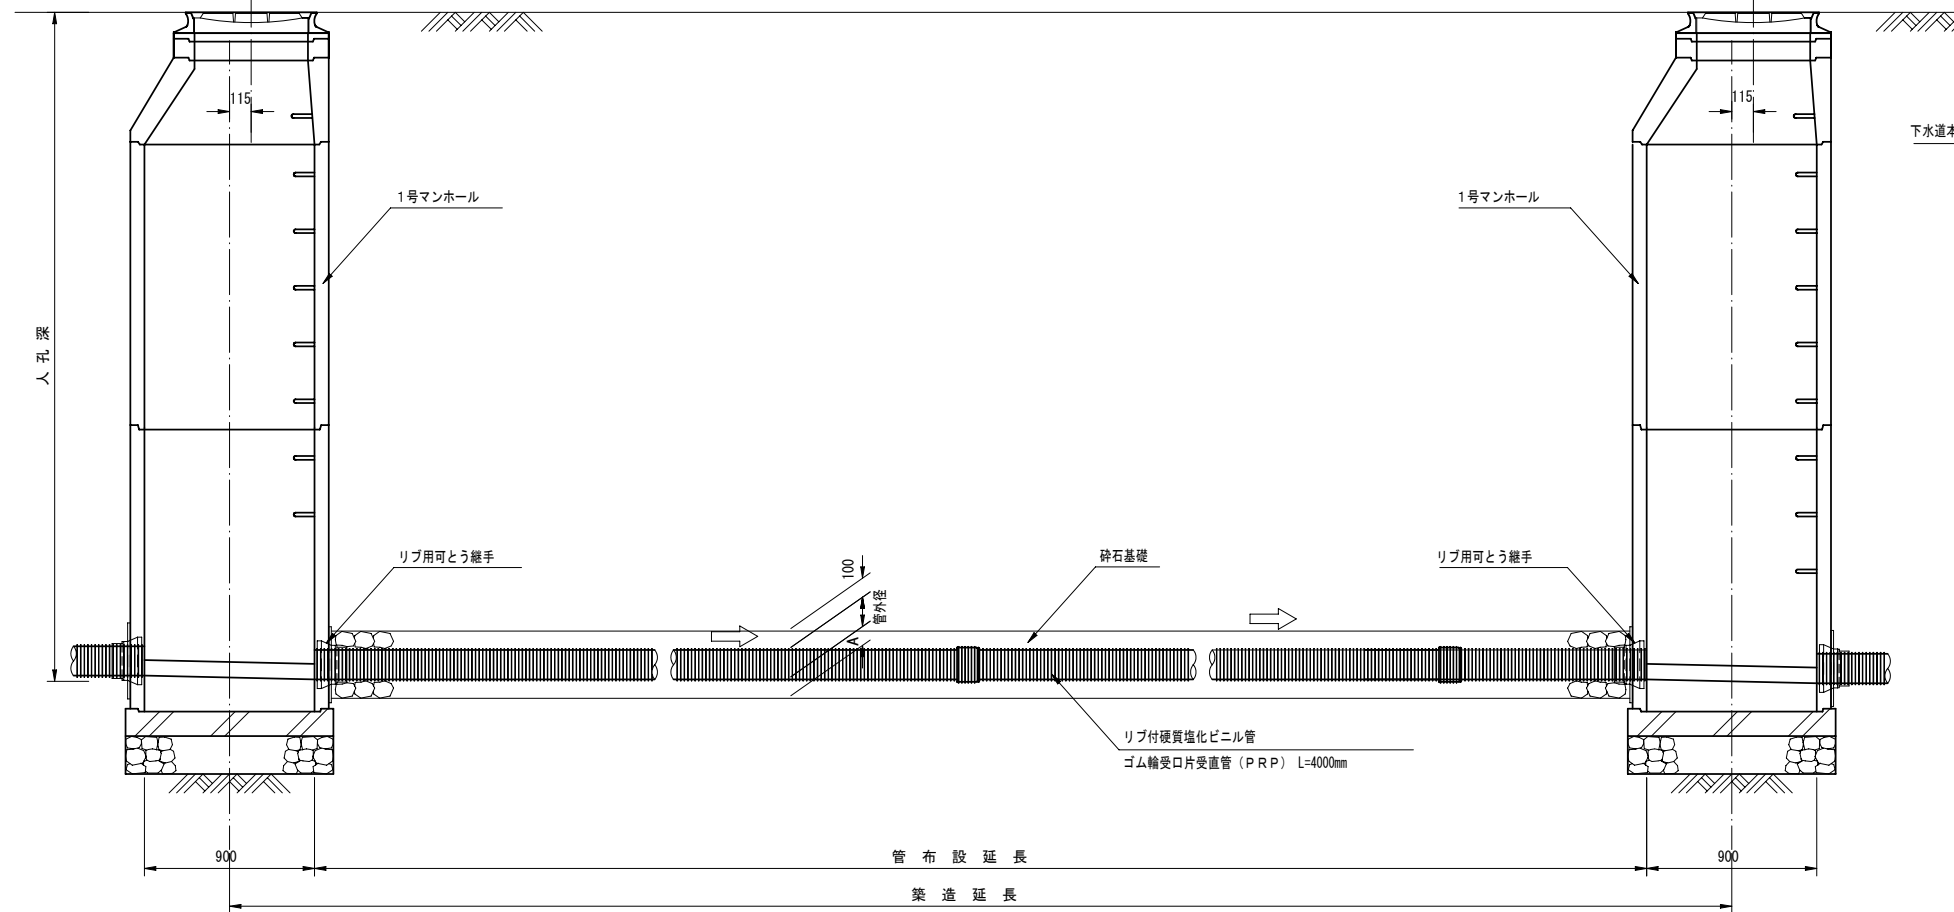 115
115
下水道本
1号マンホール
1号マンホール
人孔深
リブ用可とう継手
100
管外径
A
砕石基礎
リブ用可とう継手
リブ付硬質塩化ビニル管
ゴム輪受口片受直管（ＰＲＰ） L=4000mm
900
管布設延長
900
築造延長